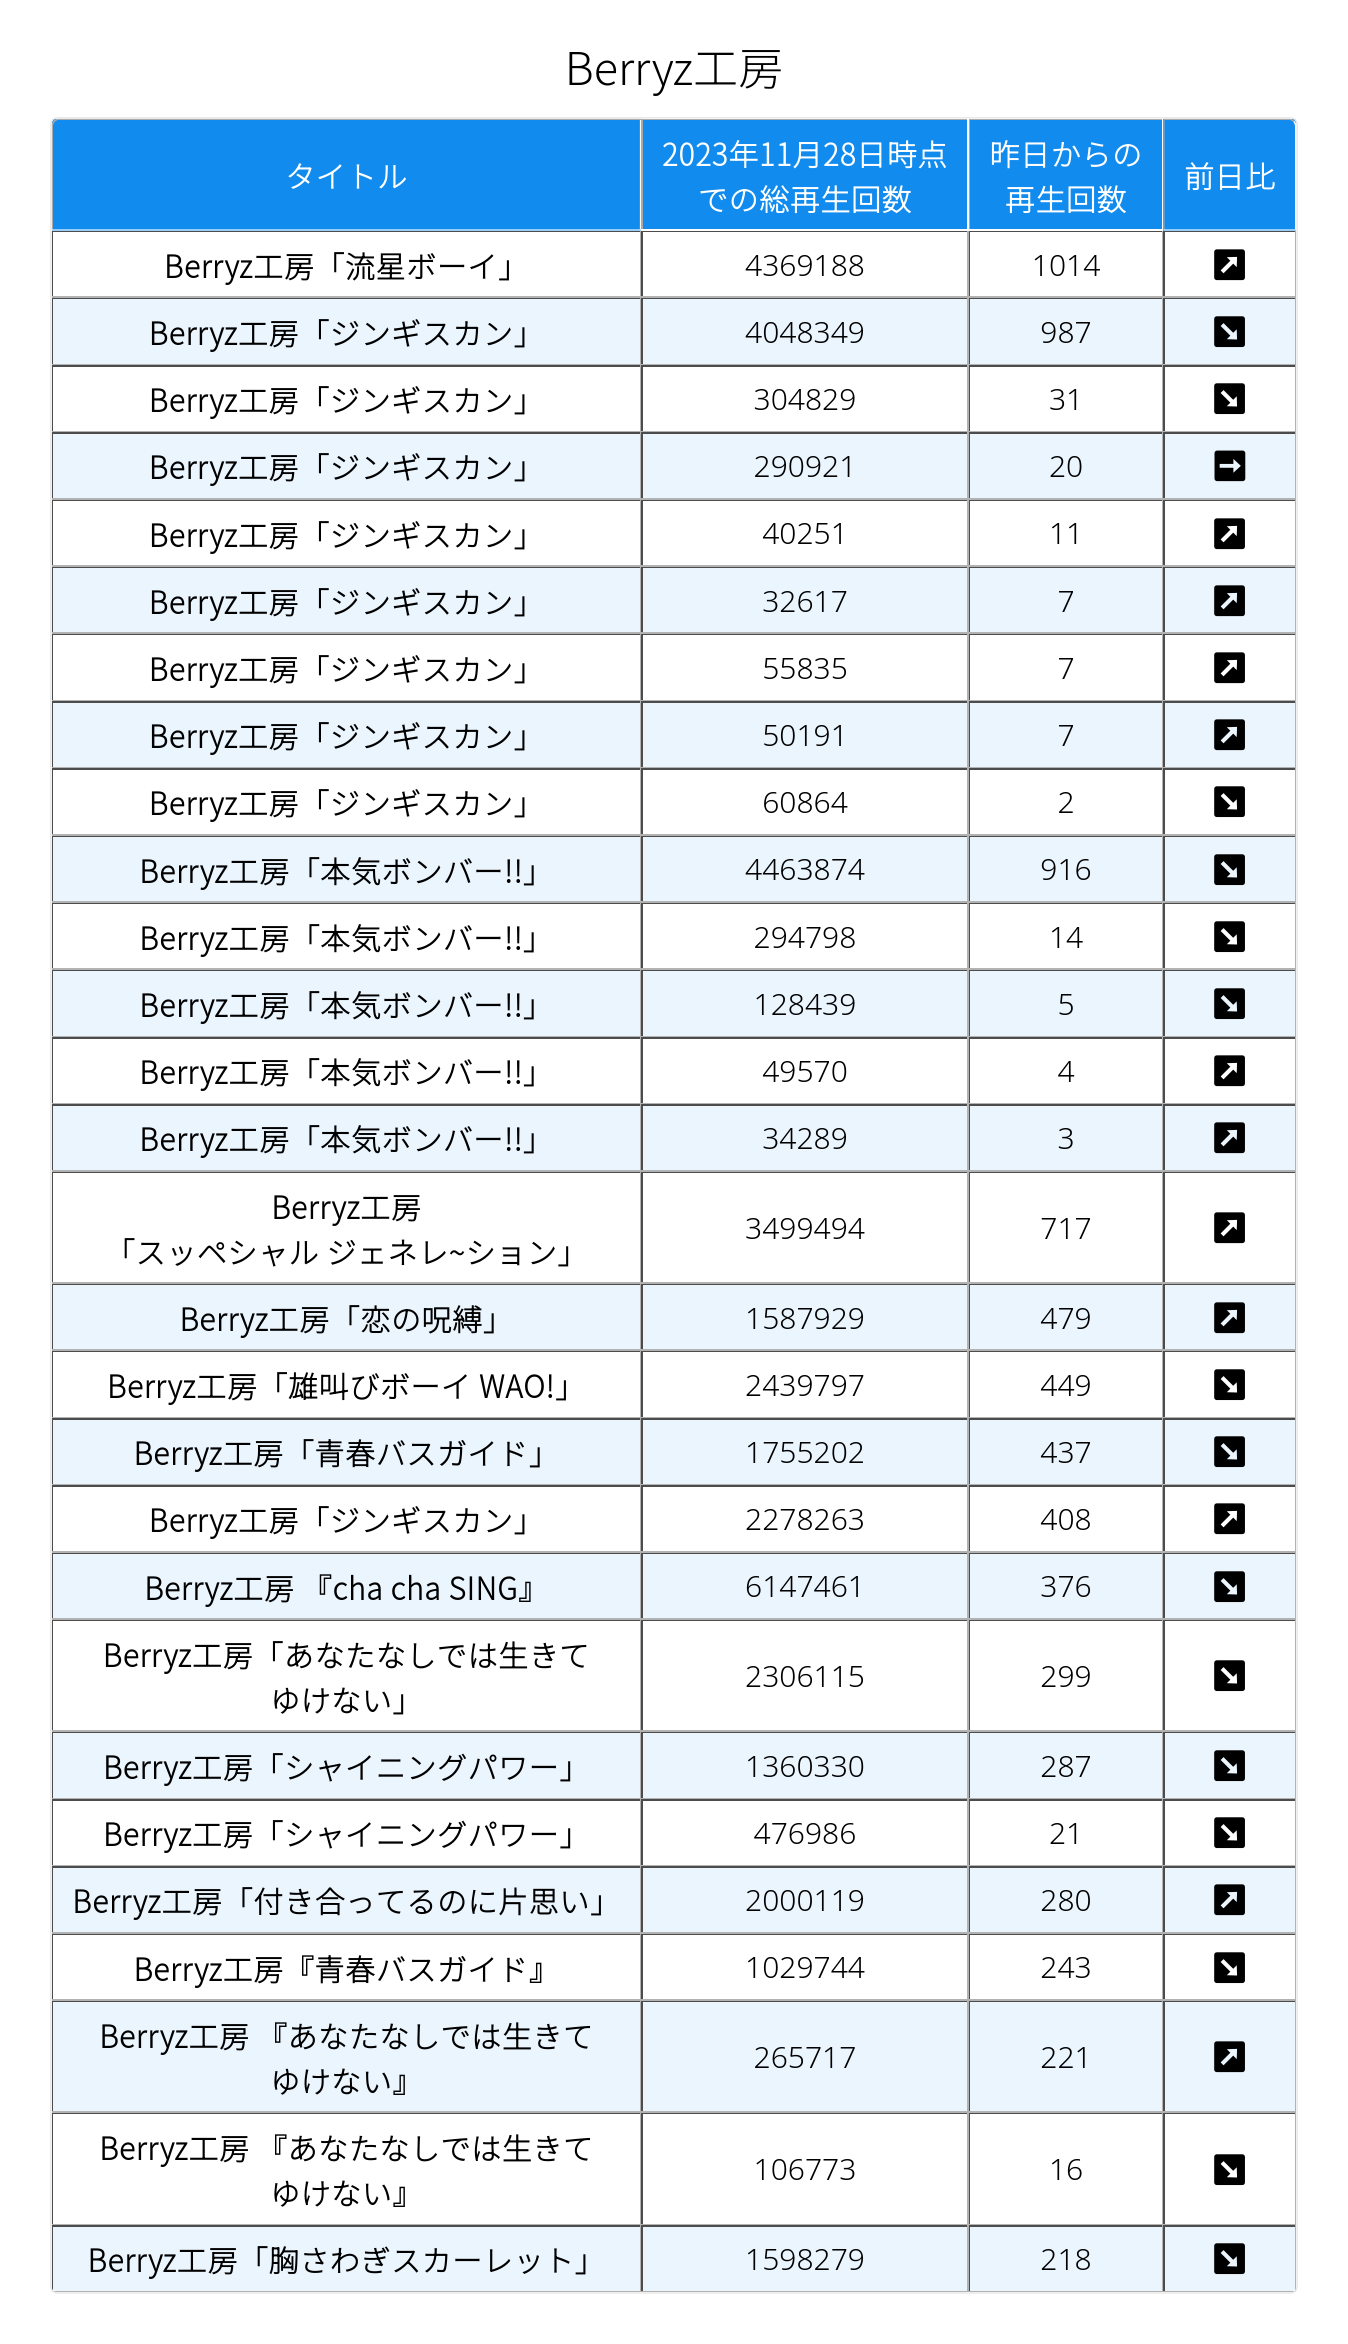 Berryz工房
タイトル
2023年11月28日時点
での総再生回数
昨日からの
再生回数
前日比
Berryz工房「流星ボーイ」 4369188 1014 ↗
Berryz工房「ジンギスカン」 4048349 987 ↘
Berryz工房「ジンギスカン」 304829 31 ↘
Berryz工房「ジンギスカン」 290921 20 →
Berryz工房「ジンギスカン」 40251 11 ↗
Berryz工房「ジンギスカン」 32617 7 ↗
Berryz工房「ジンギスカン」 55835 7 ↗
Berryz工房「ジンギスカン」 50191 7 ↗
Berryz工房「ジンギスカン」 60864 2 ↘
Berryz工房「本気ボンバー!!」 4463874 916 ↘
Berryz工房「本気ボンバー!!」 294798 14 ↘
Berryz工房「本気ボンバー!!」 128439 5 ↘
Berryz工房「本気ボンバー!!」 49570 4 ↗
Berryz工房「本気ボンバー!!」 34289 3 ↗
Berryz工房
「スッペシャル ジェネレ~ション」 3499494 717 ↗
Berryz工房「恋の呪縛」 1587929 479 ↗
Berryz工房「雄叫びボーイ WAO!」 2439797 449 ↘
Berryz工房「青春バスガイド」 1755202 437 ↘
Berryz工房「ジンギスカン」 2278263 408 ↗
Berryz工房 『cha cha SING』 6147461 376 ↘
Berryz工房「あなたなしでは生きて
ゆけない」 2306115 299 ↘
Berryz工房「シャイニングパワー」 1360330 287 ↘
Berryz工房「シャイニングパワー」 476986 21 ↘
Berryz工房「付き合ってるのに片思い」 2000119 280 ↗
Berryz工房『青春バスガイド』 1029744 243 ↘
Berryz工房 『あなたなしでは生きて
ゆけない』 265717 221 ↗
Berryz工房 『あなたなしでは生きて
ゆけない』 106773 16 ↘
Berryz工房「胸さわぎスカーレット」 1598279 218 ↘